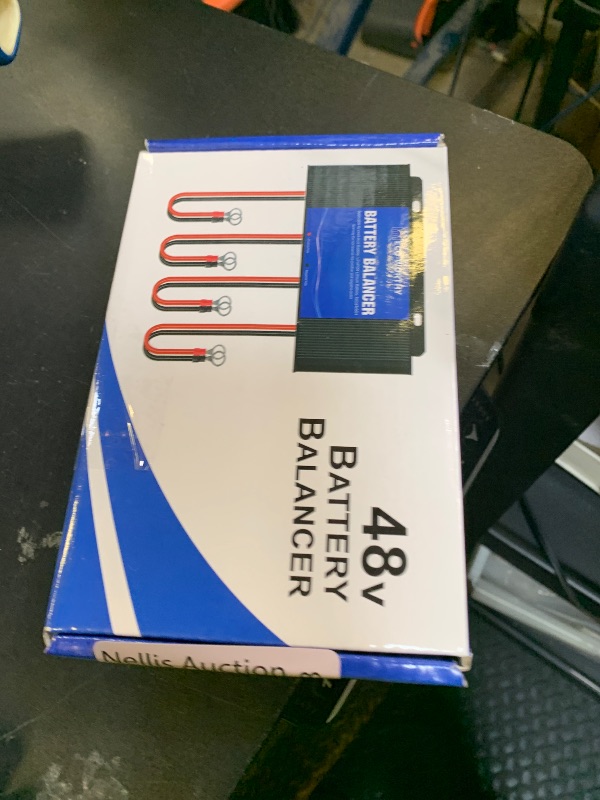 BATTERY BALANCER
48V
BATTERY
BALANCER
Nellis Auction